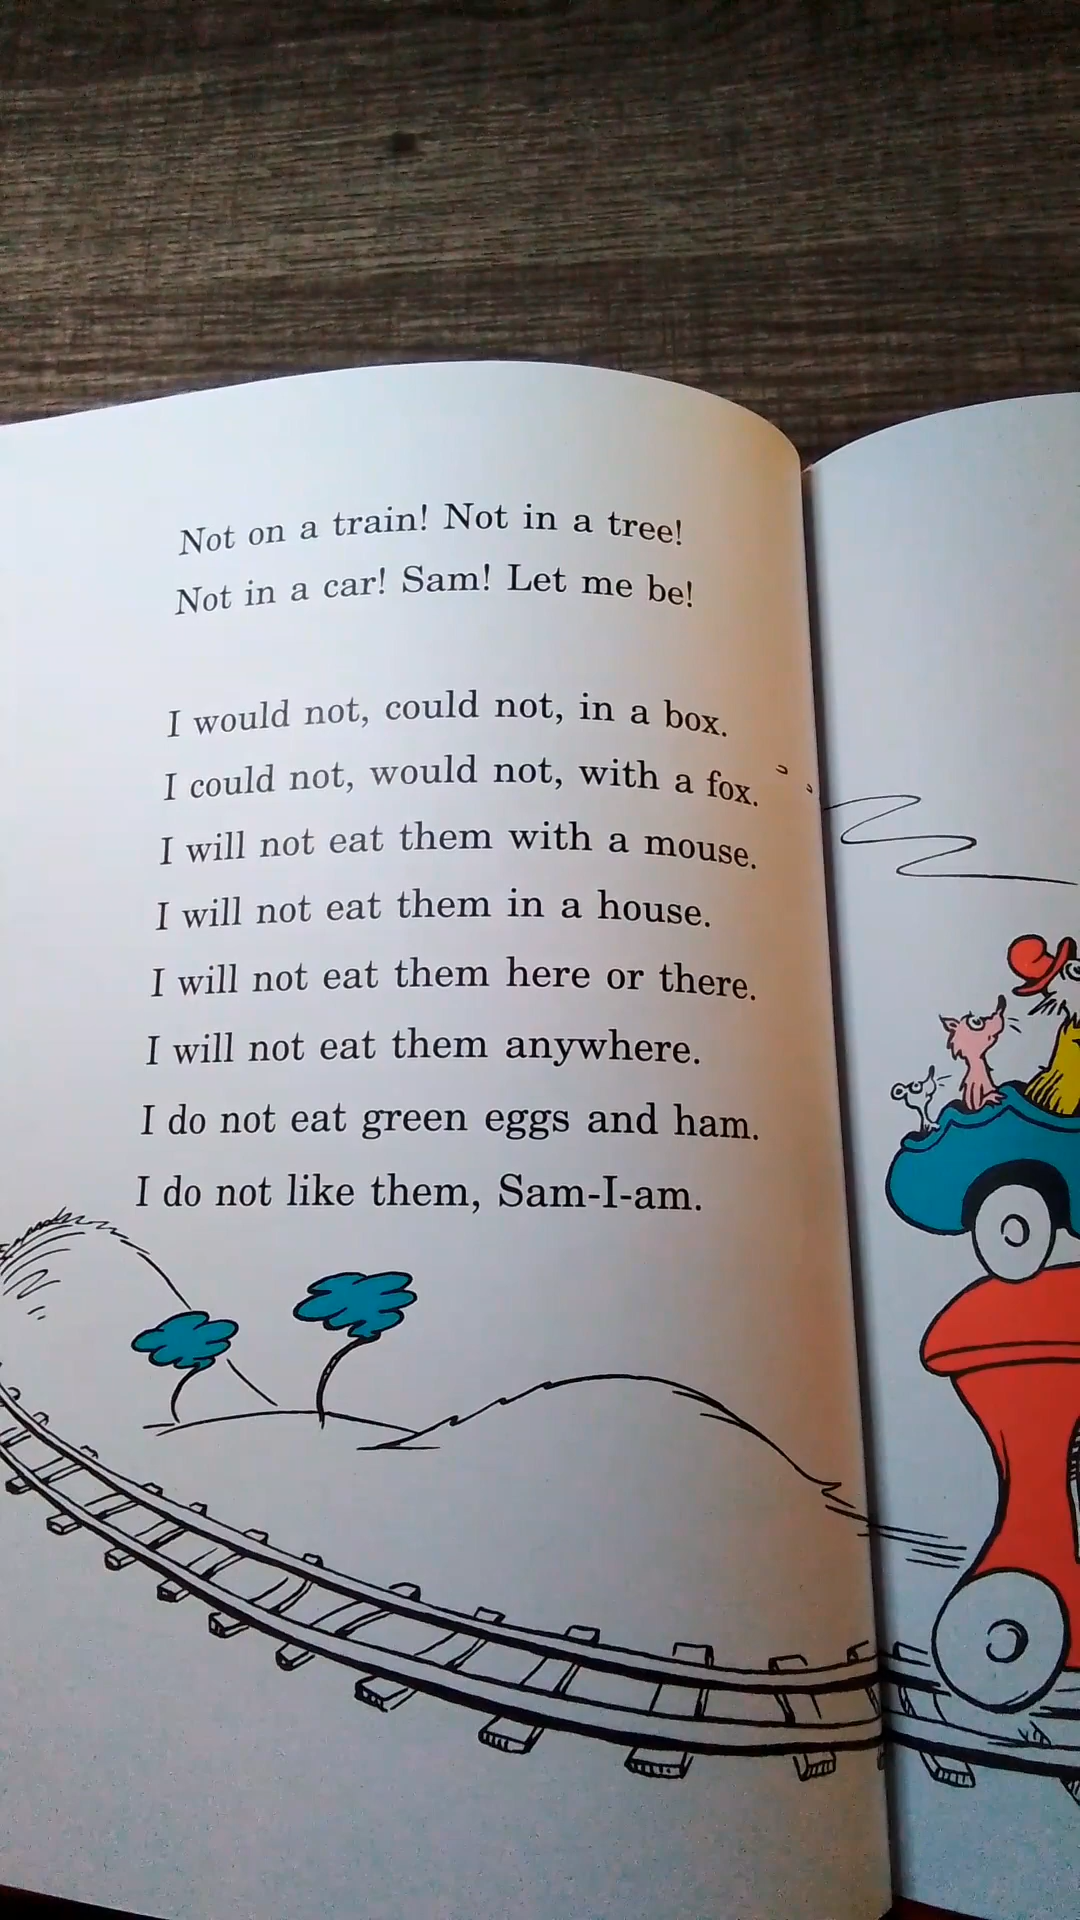 Not on a train! Not in a tree!
Not in a car! Sam! Let me be!
I would not, could not, in a box.
I could not, would not, with a fox.
I will not eat them with a mouse.
I will not eat them in a house.
I will not eat them here or there.
I will not eat them anywhere.
I do not eat green eggs and ham.
I do not like them, Sam-I-am.